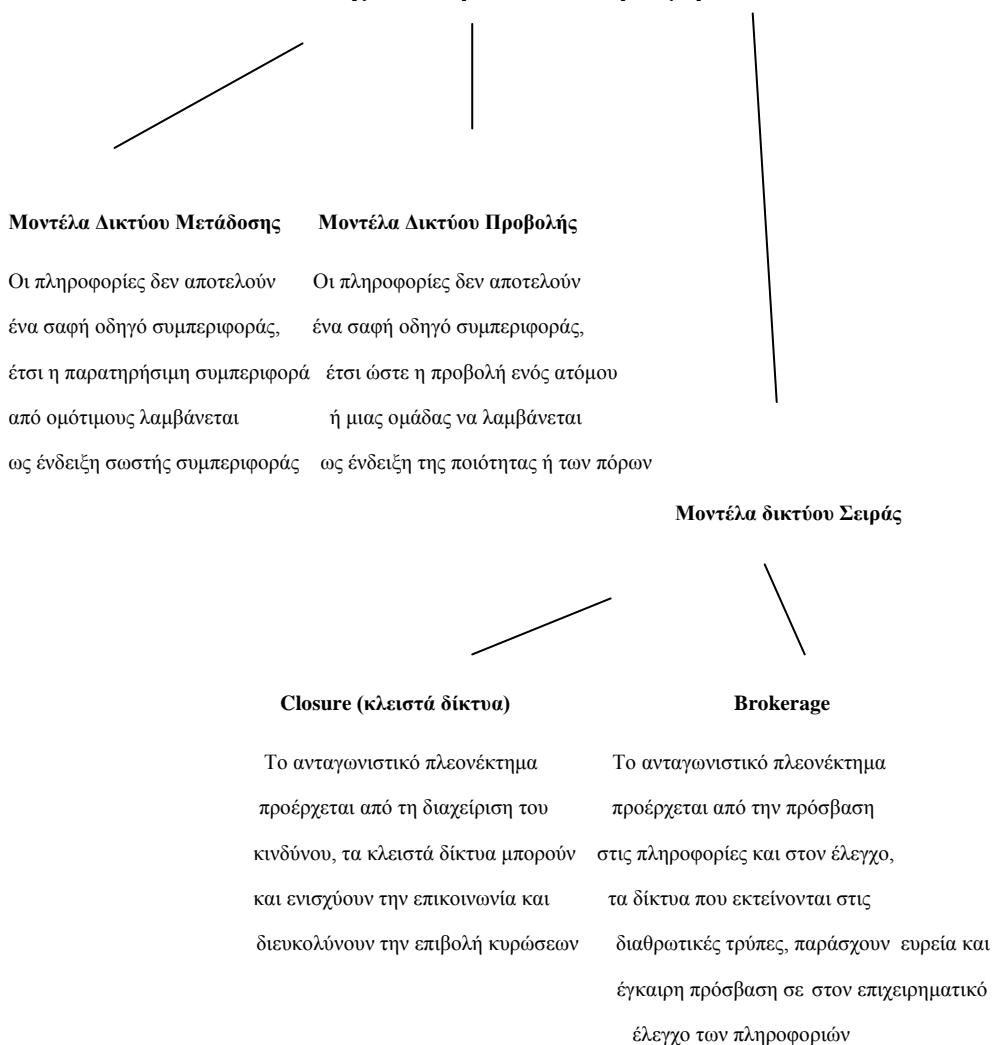 Μοντέλα Δικτύου Μετάδοσης
Οι πληροφορίες δεν αποτελούν
ένα σαφή οδηγό συμπεριφοράς,
έτσι η παρατηρήσιμη συμπεριφορά
από ομότιμους λαμβάνεται
ως ένδειξη σωστής συμπεριφοράς
Μοντέλα Δικτύου Προβολής
Οι πληροφορίες δεν αποτελούν
ένα σαφή οδηγό συμπεριφοράς,
έτσι ώστε η προβολή ενός ατόμου
ή μιας ομάδας να λαμβάνεται
ως ένδειξη της ποιότητας ή των πόρων
Μοντέλα δικτύου Σειράς
Closure (κλειστά δίκτυα)
Το ανταγωνιστικό πλεονέκτημα
προέρχεται από τη διαχείριση του
κινδύνου, τα κλειστά δίκτυα μπορούν
και ενισχύουν την επικοινωνία και
διευκολύνουν την επιβολή κυρώσεων
Brokerage
Το ανταγωνιστικό πλεονέκτημα
προέρχεται από την πρόσβαση
στις πληροφορίες και στον έλεγχο,
τα δίκτυα που εκτείνονται στις
διαθρωτικές τρύπες, παράσχουν ευρεία και
έγκαιρη πρόσβαση σε στον επιχειρηματικό
έλεγχο των πληροφοριών